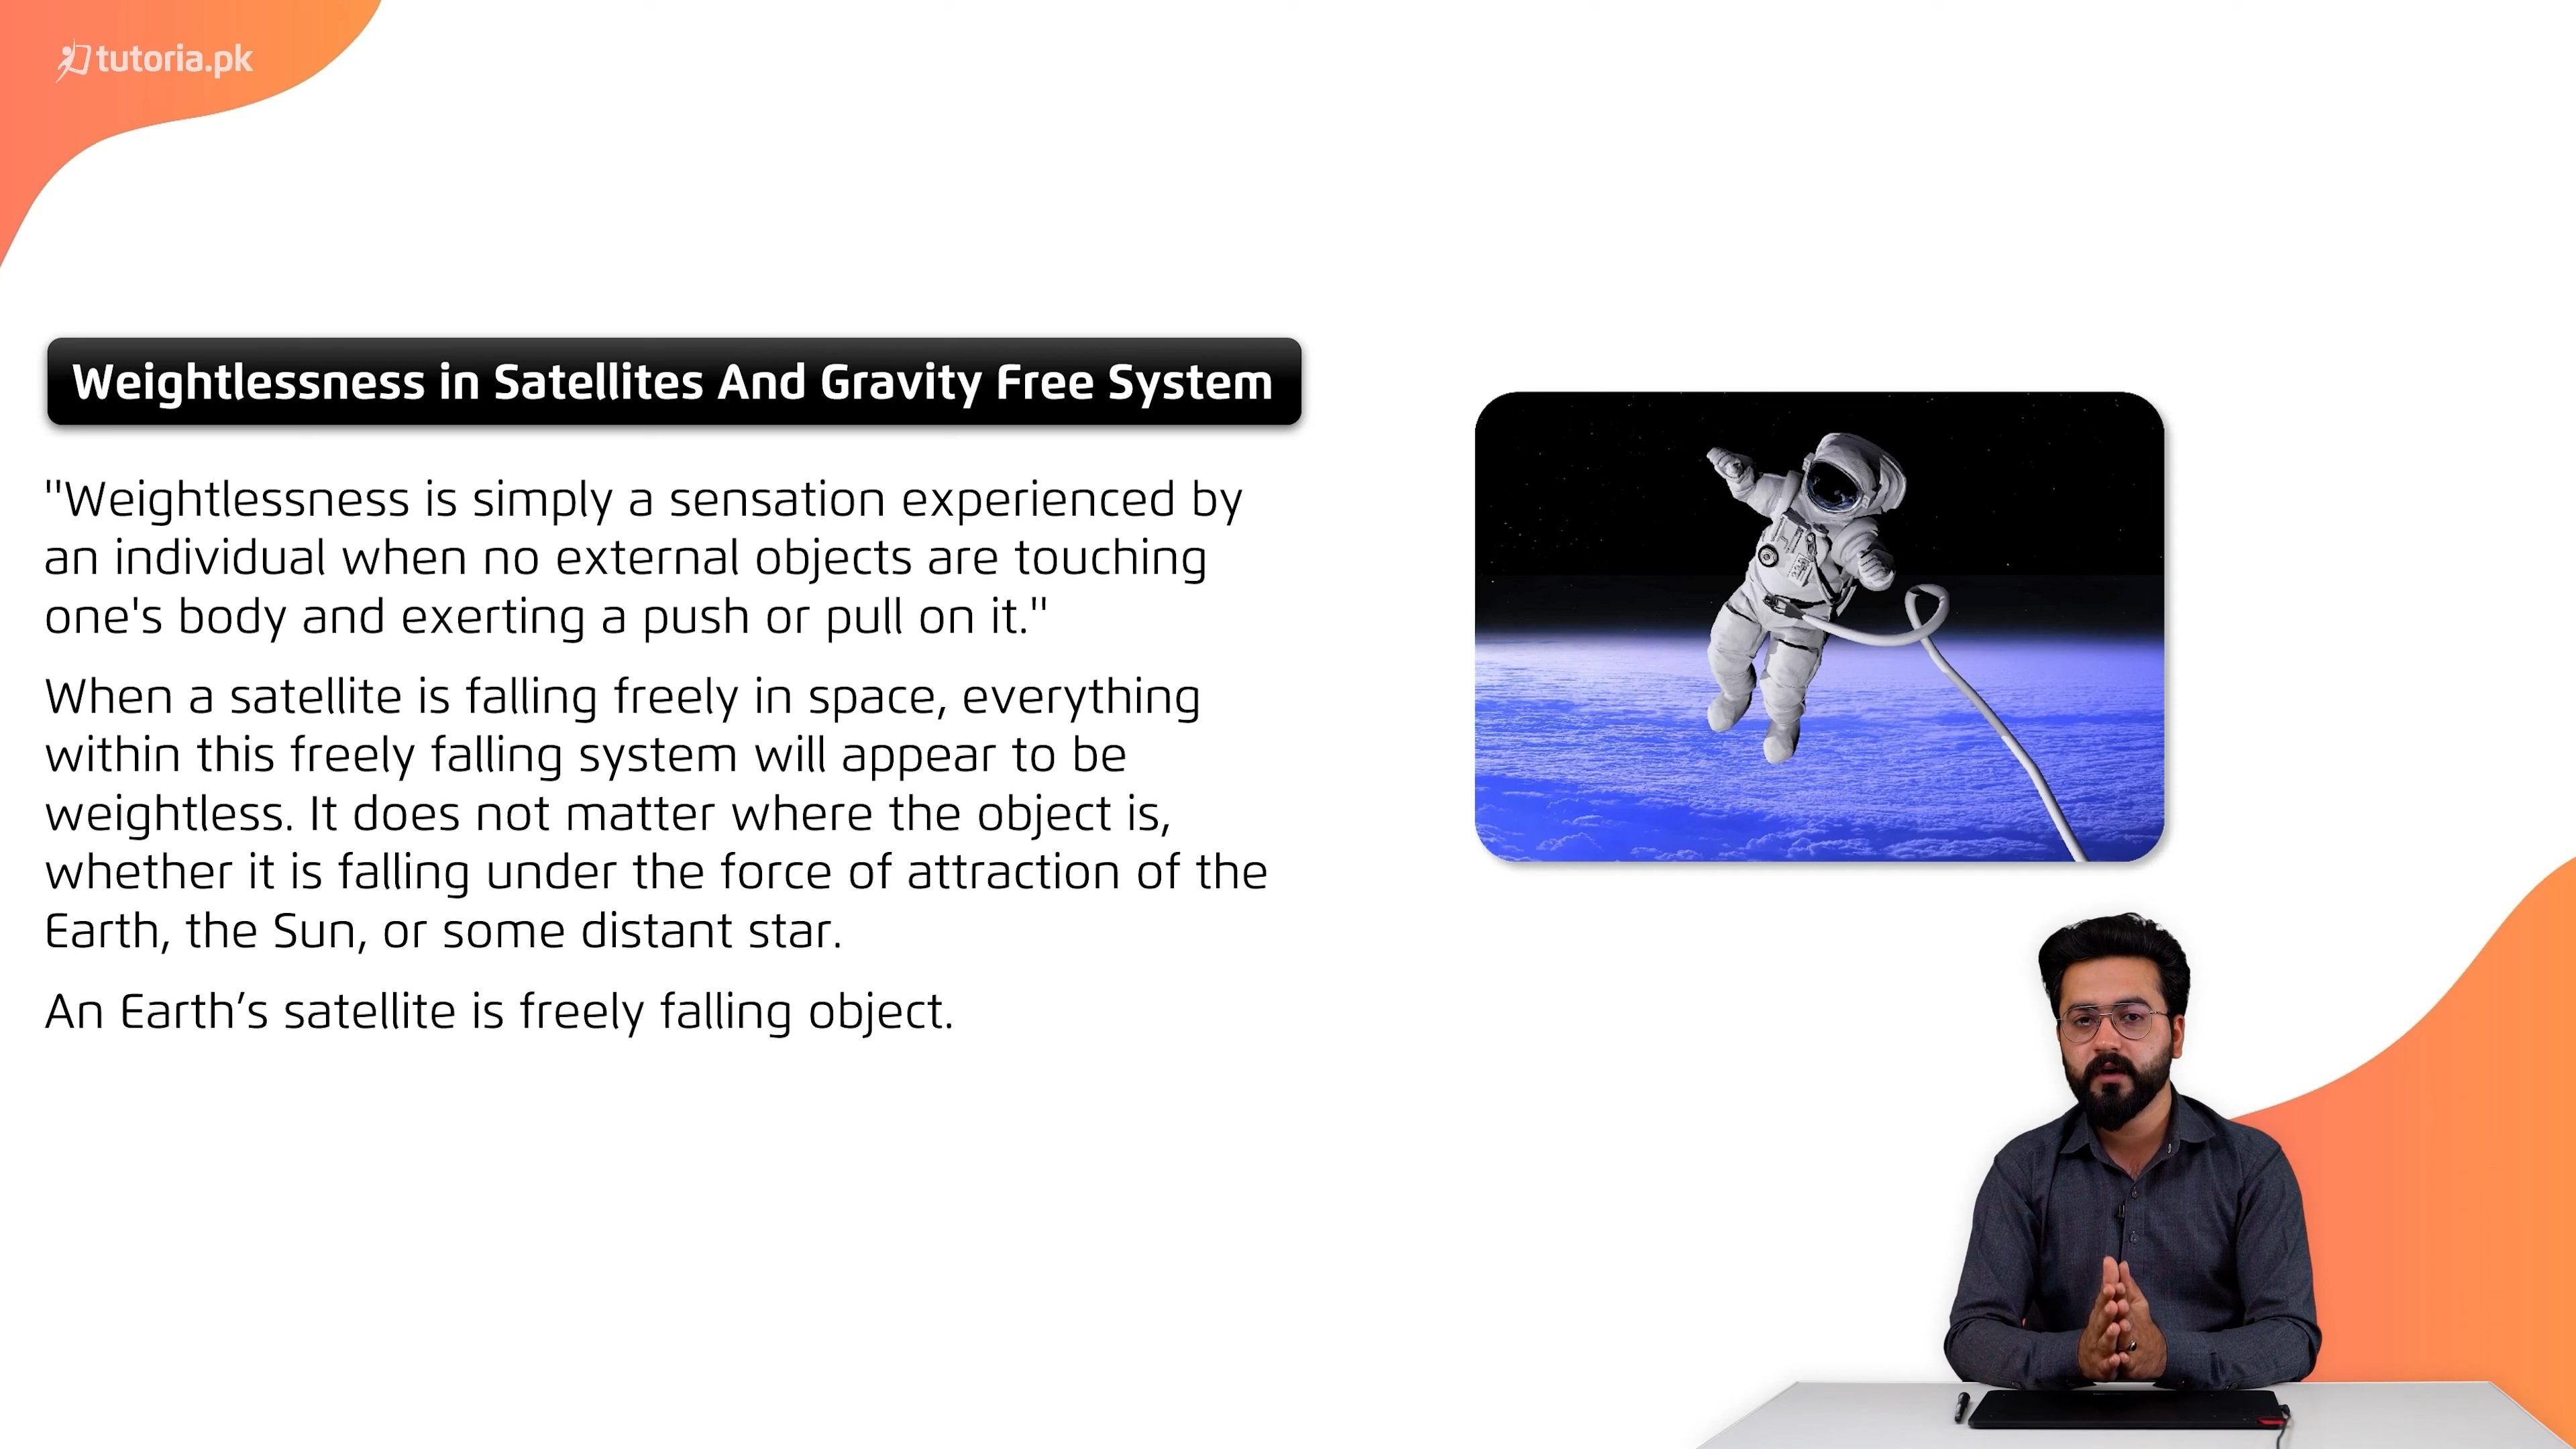 tutoria.pk
Weightlessness in Satellites And Gravity Free System
"Weightlessness is simply a sensation experienced by
an individual when no external objects are touching
one's body and exerting a push or pull on it."
When a satellite is falling freely in space, everything
within this freely falling system will appear to be
weightless. It does not matter where the object is,
whether it is falling under the force of attraction of the
Earth, the Sun, or some distant star.
An Earth’s satellite is freely falling object.